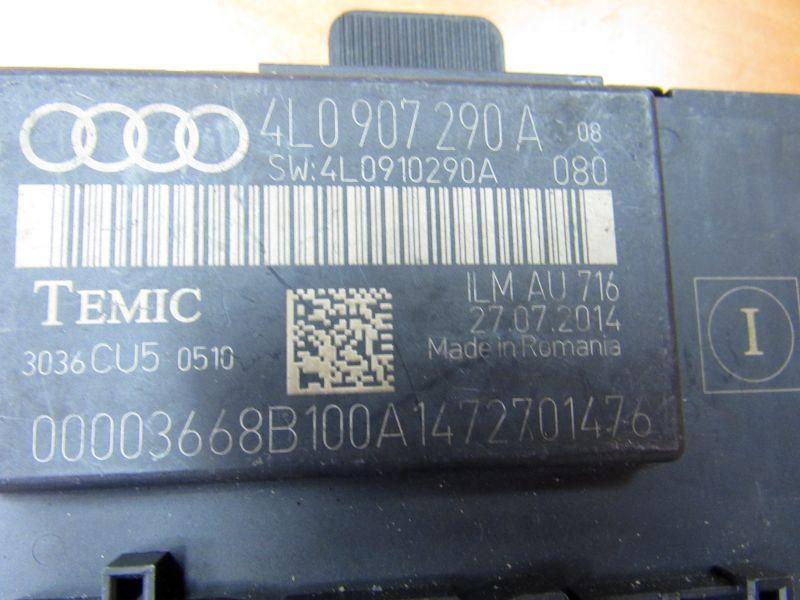 4L0 907 290 A 08
SW:4L0910290A 080
TEMIC
ILM AU 716
27.07.2014
3036CU5 0510
Made in Romania
00003668B100A1472701476
I